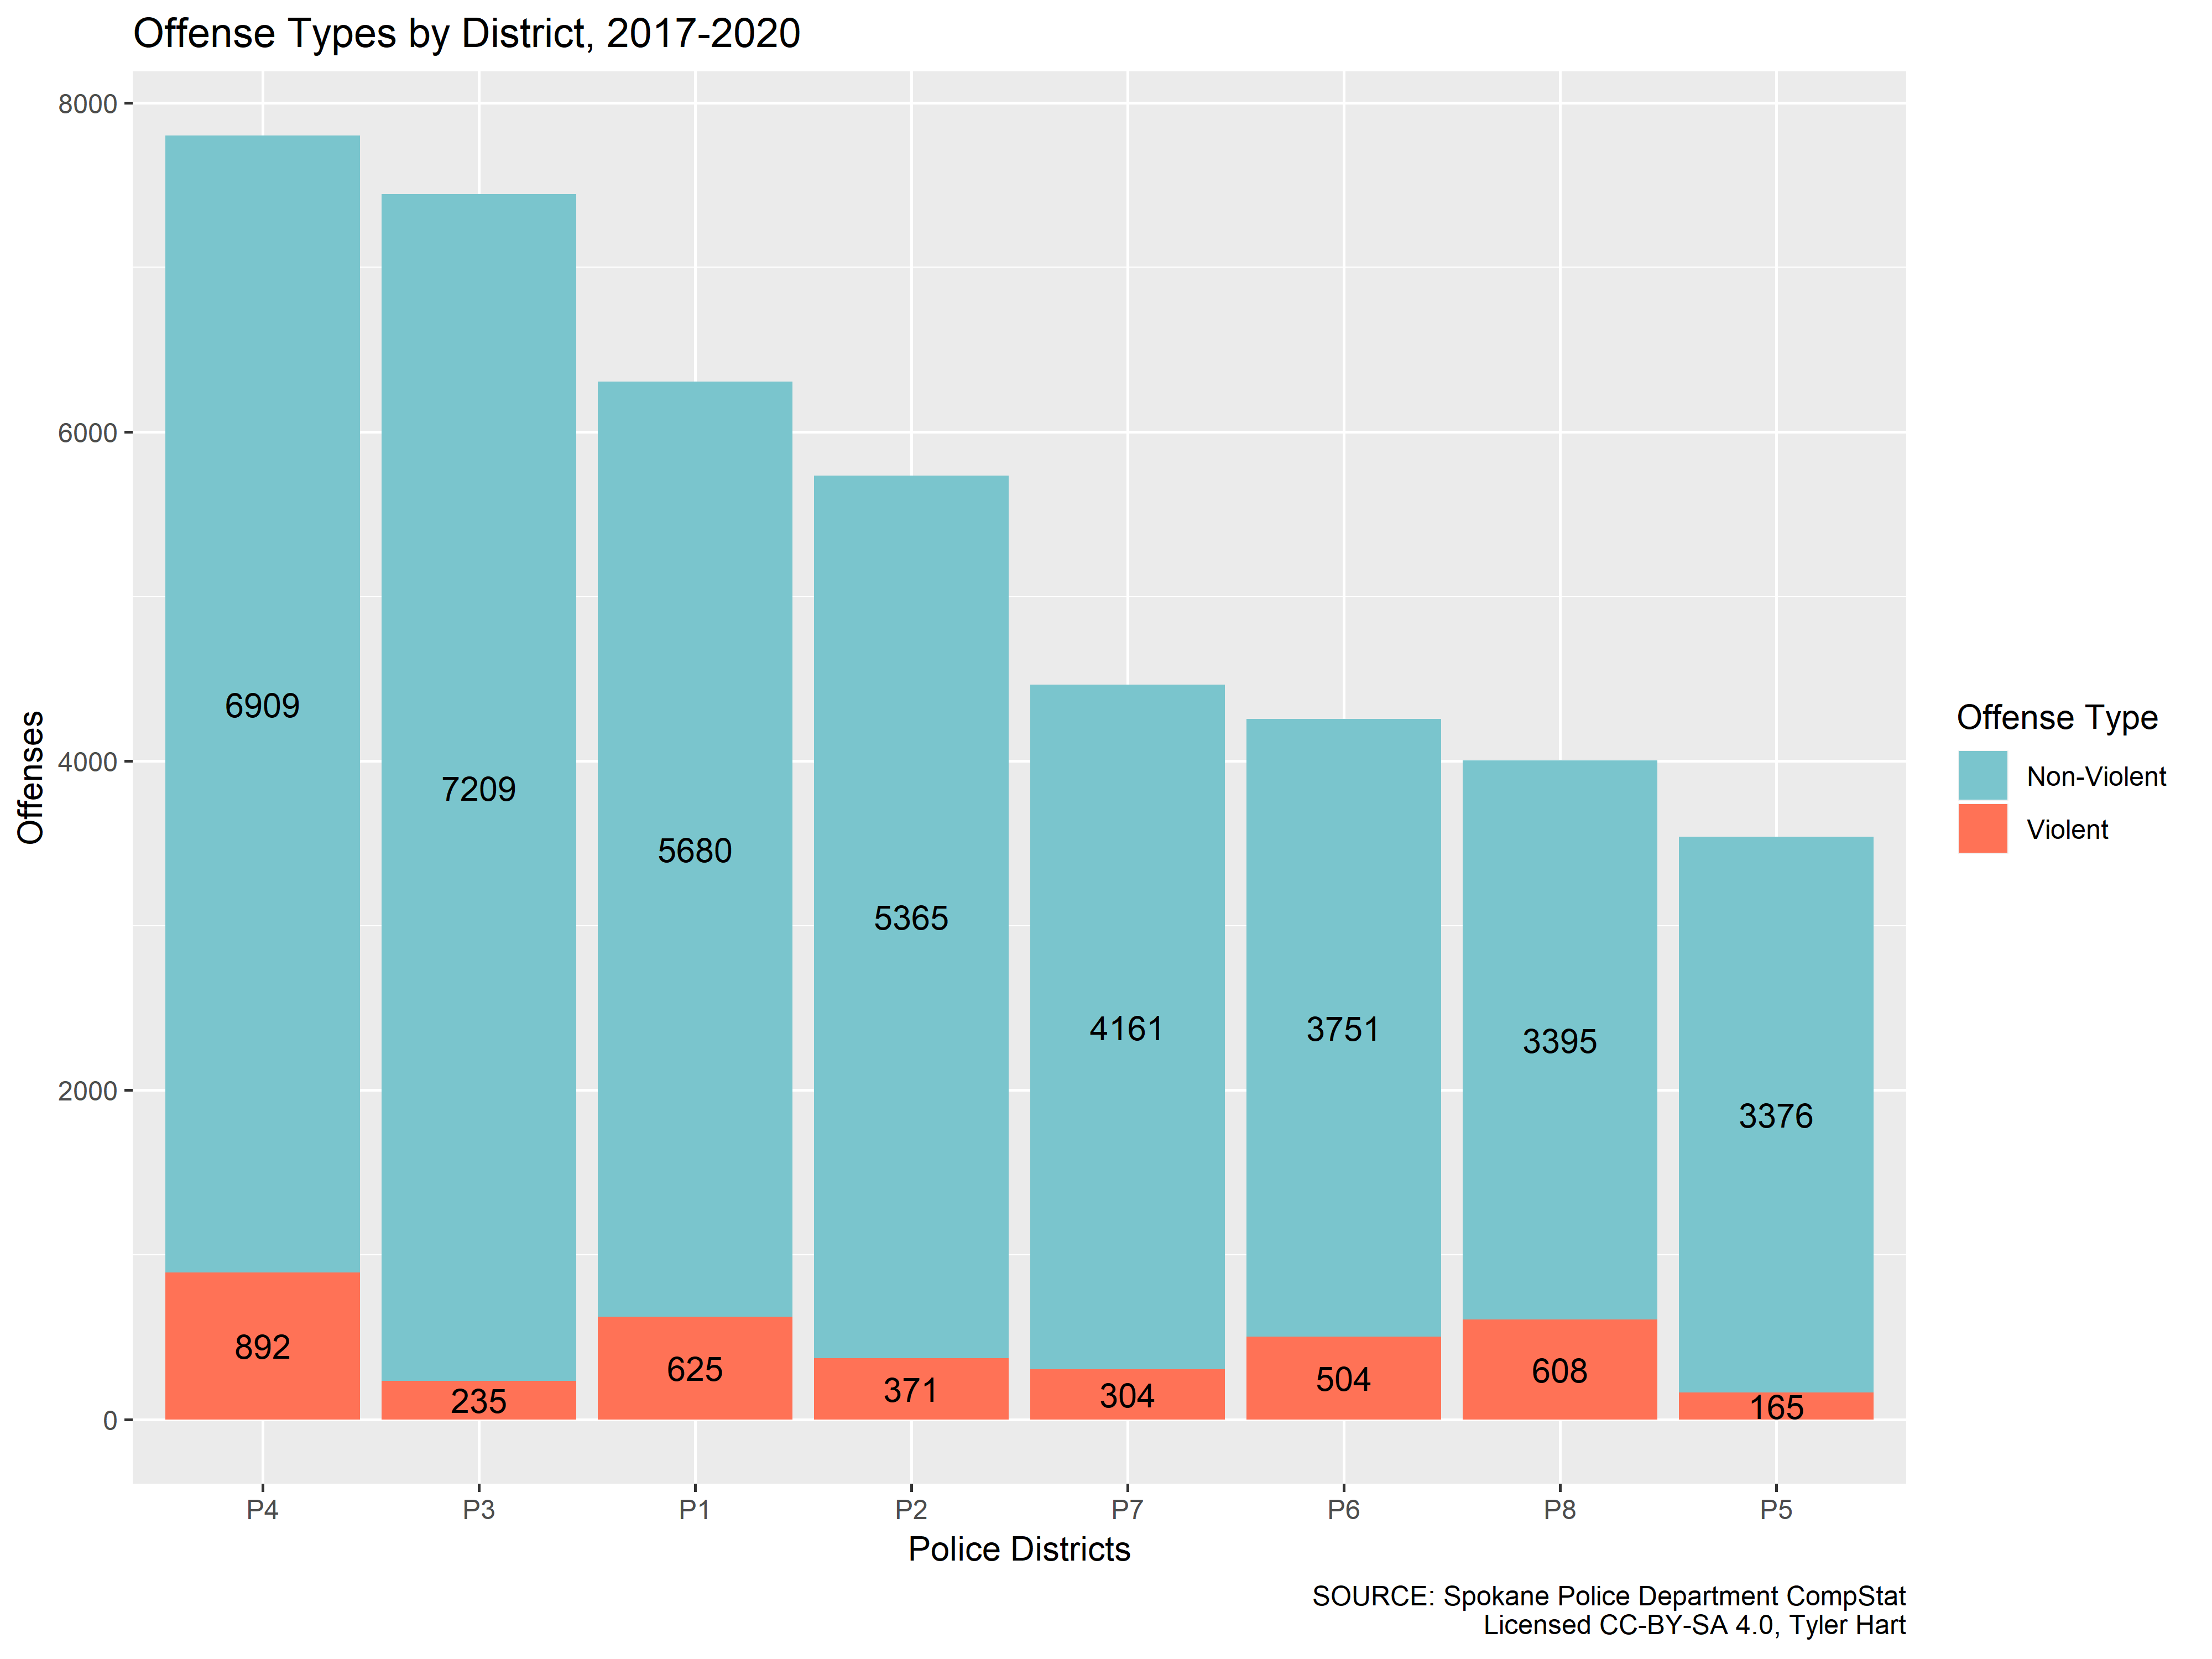 Offense Types by District, 2017-2020
Offenses
8000
6000
4000
2000
0
6909
7209
5680
5365
4161
3751
3395
3376
892
235
625
371
304
504
608
165
P4 P3 P1 P2 P7 P6 P8 P5
Police Districts
Offense Type
Non-Violent
Violent
SOURCE: Spokane Police Department CompStat
Licensed CC-BY-SA 4.0, Tyler Hart